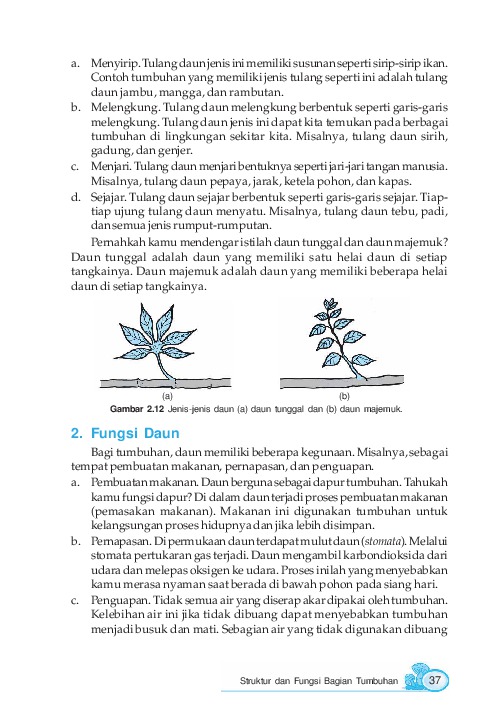 a. Menyirip. Tulang daun jenis ini memiliki susunan seperti sirip-sirip ikan.
Contoh tumbuhan yang memiliki jenis tulang seperti ini adalah tulang
daun jambu, mangga, dan rambutan.
b. Melengkung. Tulang daun melengkung berbentuk seperti garis-garis
melengkung. Tulang daun jenis ini dapat kita temukan pada berbagai
tumbuhan di lingkungan sekitar kita. Misalnya, tulang daun sirih,
gadung, dan genjer.
c. Menjari. Tulang daun menjari bentuknya seperti jari-jari tangan manusia.
Misalnya, tulang daun pepaya, jarak, ketela pohon, dan kapas.
d. Sejajar. Tulang daun sejajar berbentuk seperti garis-garis sejajar. Tiap-
tiap ujung tulang daun menyatu. Misalnya, tulang daun tebu, padi,
dan semua jenis rumput-rumputan.
Pernahkah kamu mendengar istilah daun tunggal dan daun majemuk?
Daun tunggal adalah daun yang memiliki satu helai daun di setiap
tangkainya. Daun majemuk adalah daun yang memiliki beberapa helai
daun di setiap tangkainya.
(a) (b)
Gambar 2.12 Jenis-jenis daun (a) daun tunggal dan (b) daun majemuk.
2. Fungsi Daun
Bagi tumbuhan, daun memiliki beberapa kegunaan. Misalnya, sebagai
tempat pembuatan makanan, pernapasan, dan penguapan.
a. Pembuatan makanan. Daun berguna sebagai dapur tumbuhan. Tahukah
kamu fungsi dapur? Di dalam daun terjadi proses pembuatan makanan
(pemasakan makanan). Makanan ini digunakan tumbuhan untuk
kelangsungan proses hidupnya dan jika lebih disimpan.
b. Pernapasan. Di permukaan daun terdapat mulut daun (stomata). Melalui
stomata pertukaran gas terjadi. Daun mengambil karbondioksida dari
udara dan melepas oksigen ke udara. Proses inilah yang menyebabkan
kamu merasa nyaman saat berada di bawah pohon pada siang hari.
c. Penguapan. Tidak semua air yang diserap akar dipakai oleh tumbuhan.
Kelebihan air ini jika tidak dibuang dapat menyebabkan tumbuhan
menjadi busuk dan mati. Sebagian air yang tidak digunakan dibuang
Struktur dan Fungsi Bagian Tumbuhan 37